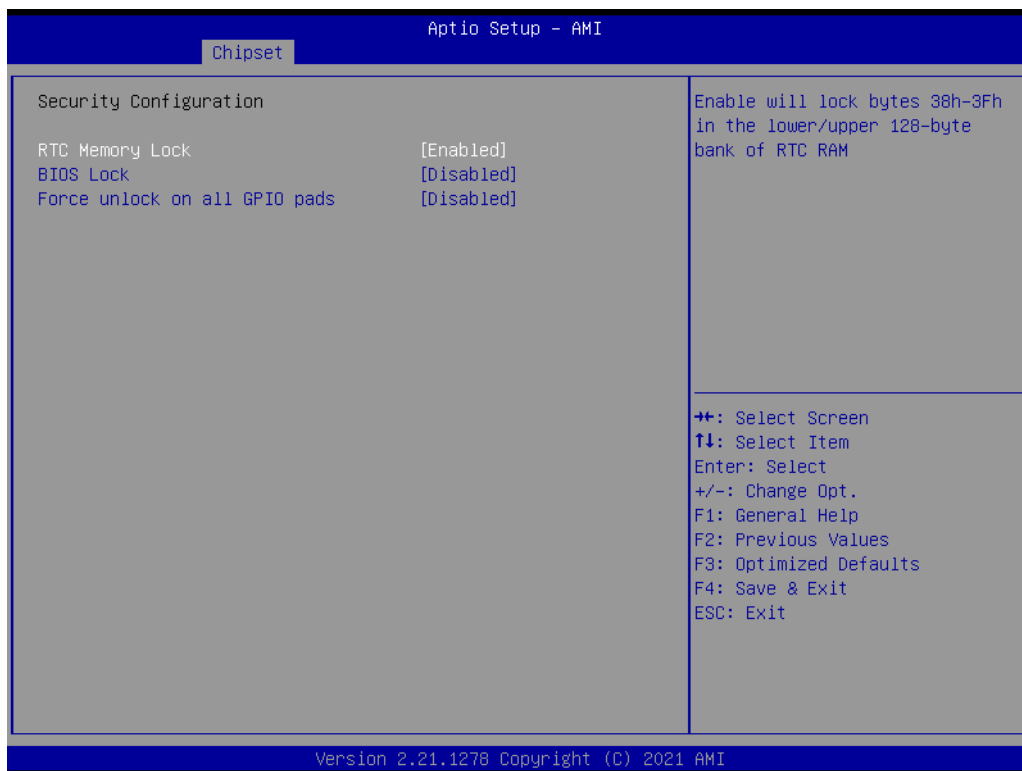 Aptio Setup – AMI
Chipset
Security Configuration
RTC Memory Lock [Enabled]
BIOS Lock [Disabled]
Force unlock on all GPIO pads [Disabled]
Enable will lock bytes 38h-3Fh
in the lower/upper 128-byte
bank of RTC RAM
→←: Select Screen
↑↓: Select Item
Enter: Select
+/-: Change Opt.
F1: General Help
F2: Previous Values
F3: Optimized Defaults
F4: Save & Exit
ESC: Exit
Version 2.21.1278 Copyright (C) 2021 AMI